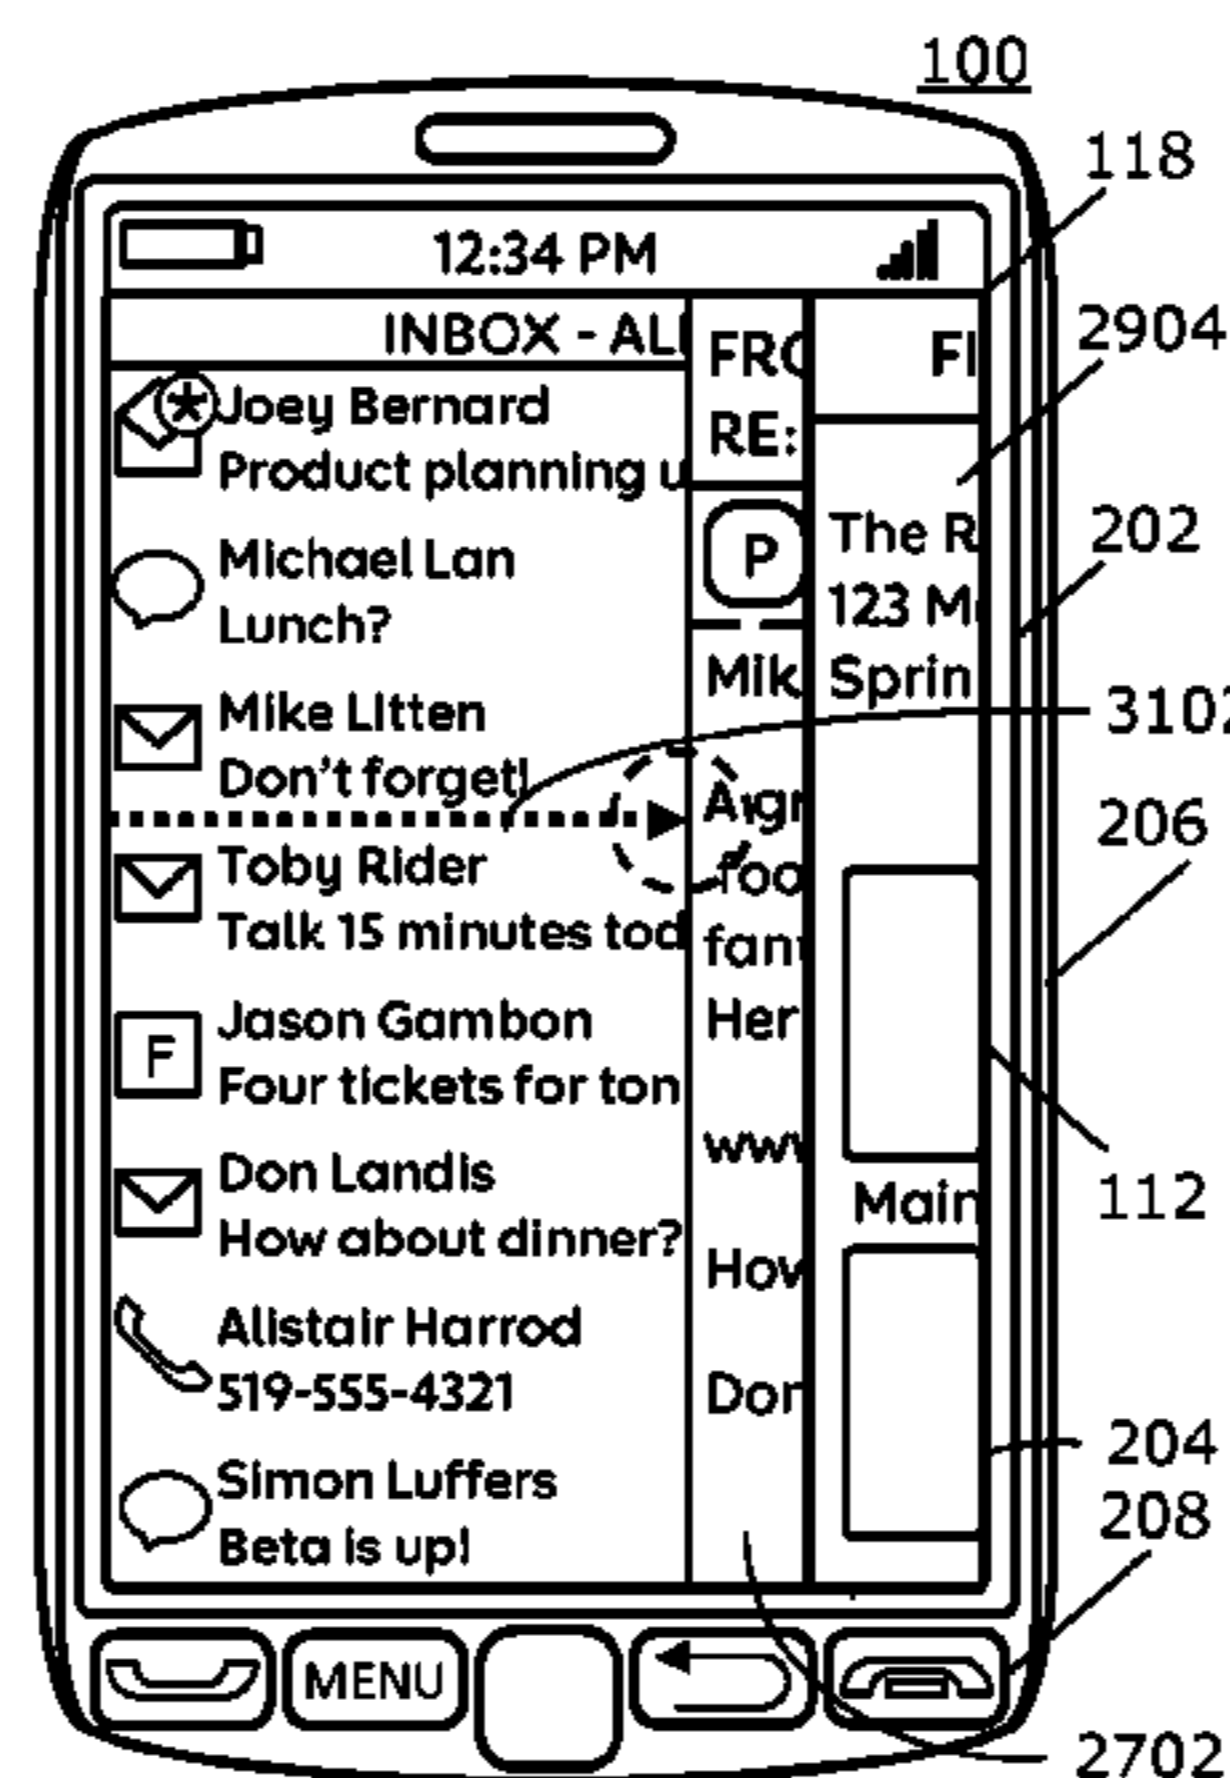 100
118
12:34 PM
2904
INBOX - ALL
FRO
FI
RE:
Joey Bernard
Product planning u
202
P
The R
Michael Lan
123 M
Lunch?
Mik
Sprin
Mike Litten
3102
Don't forget!
206
Toby Rider
foo
Talk 15 minutes tod
fan
Jason Gambon
Her
F
Four tickets for ton
www
112
Don Landis
Main
How about dinner?
How
Alistair Harrod
519-555-4321
Don
204
Simon Luffers
208
Beta is up!
MENU
2702